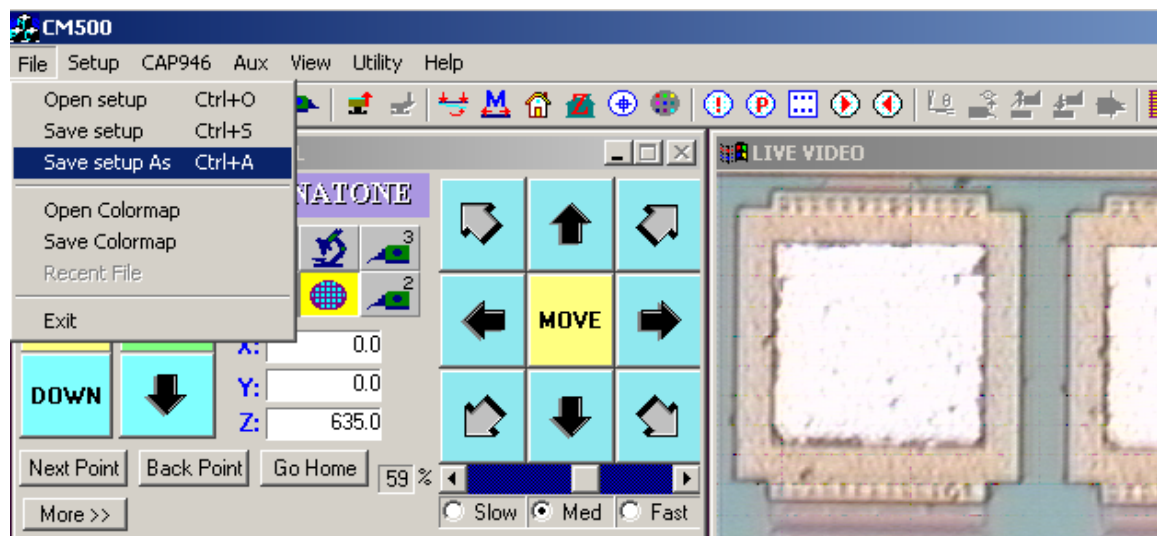 CM500
File Setup CAP946 Aux View Utility Help
Open setup Ctrl+O
Save setup Ctrl+S
Save setup As Ctrl+A
Open Colormap
Save Colormap
Recent File
Exit
LIVE VIDEO
NATONE
3
2
MOVE
X: 0.0
DOWN
Y: 0.0
Z: 635.0
Next Point Back Point Go Home 59 %
More >>
Slow Med Fast